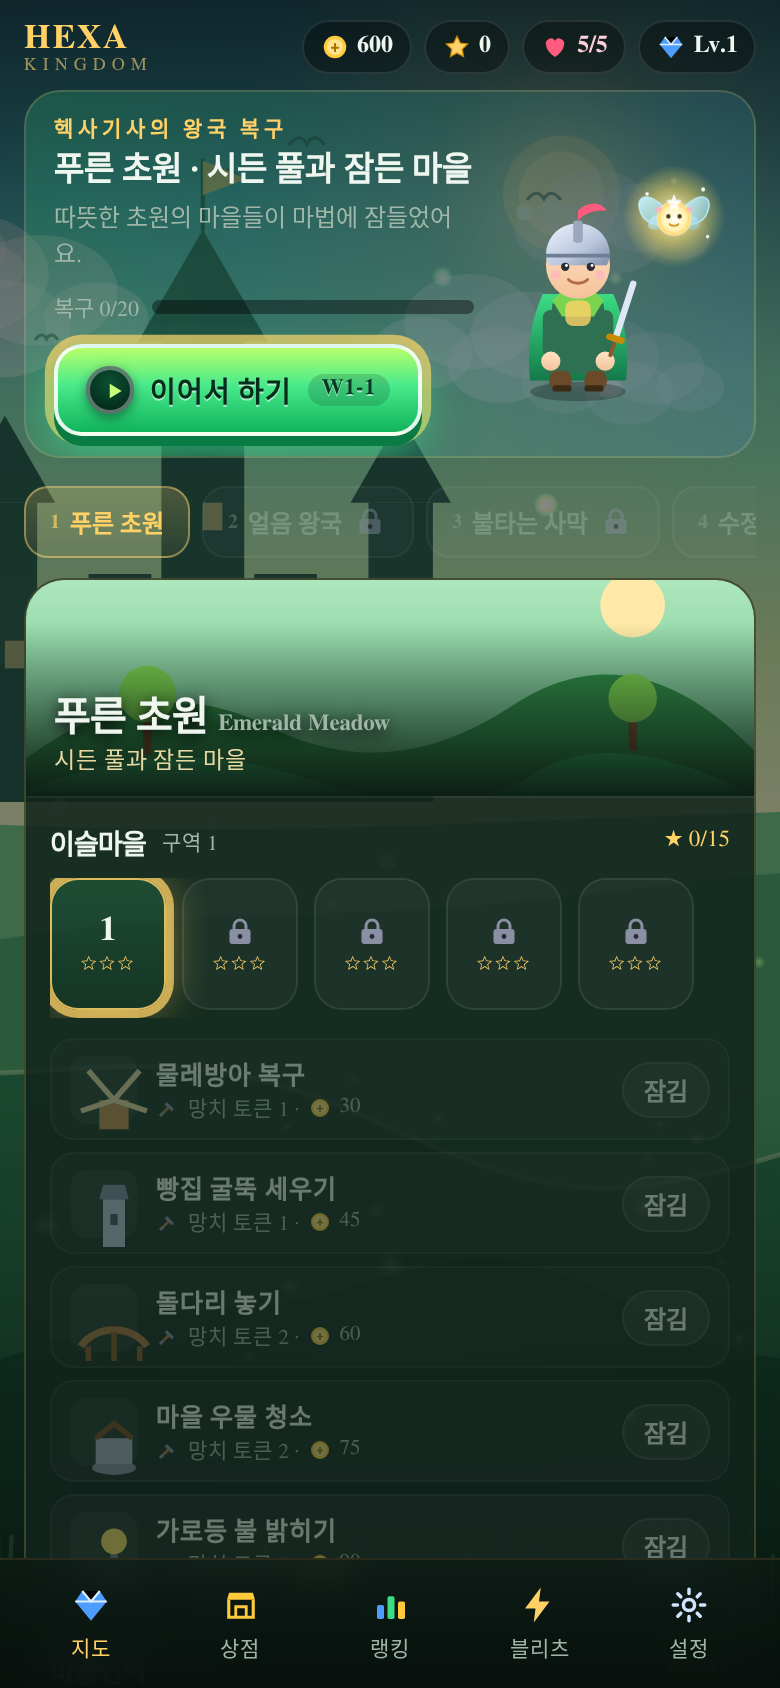 HEXA
KINGDOM
600
0
5/5
Lv.1
헥사기사의 왕국 복구
푸른 초원 · 시든 풀과 잠든 마을
따뜻한 초원의 마을들이 마법에 잠들었어
요.
복구 0/20
이어서 하기 W1-1
1 푸른 초원
2 얼음 왕국
3 불타는 사막
4 수정
푸른 초원 Emerald Meadow
시든 풀과 잠든 마을
이슬마을 구역 1
★ 0/15
1
☆☆☆
☆☆☆
☆☆☆
☆☆☆
☆☆☆
물레방아 복구
망치 토큰 1 · 30
잠김
빵집 굴뚝 세우기
망치 토큰 1 · 45
잠김
돌다리 놓기
망치 토큰 2 · 60
잠김
마을 우물 청소
망치 토큰 2 · 75
잠김
가로등 불 밝히기
잠김
지도
상점
랭킹
블리츠
설정